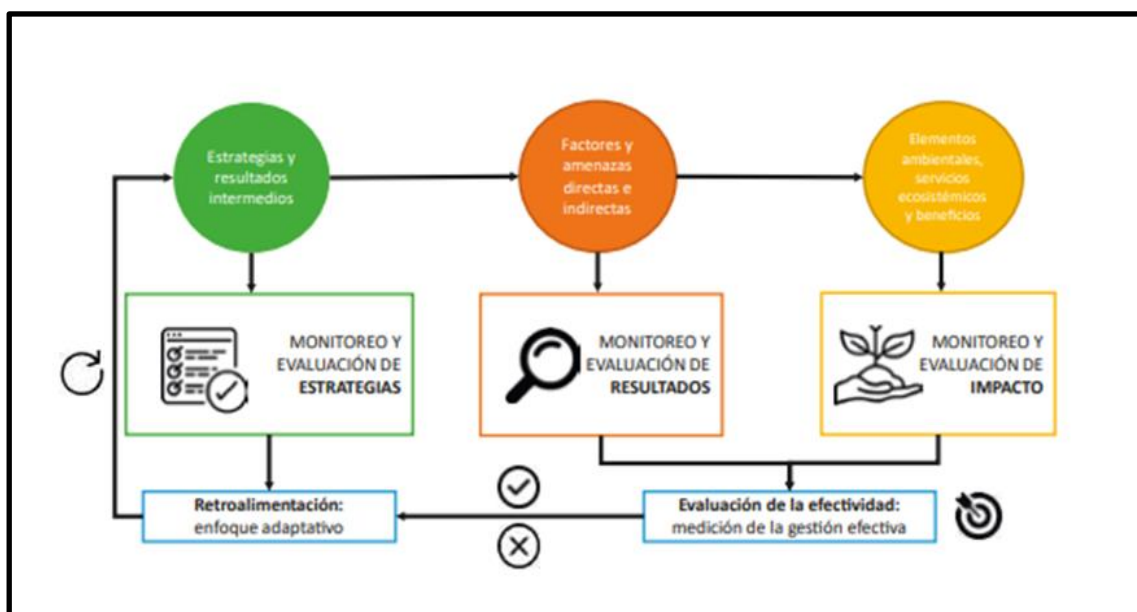 Estrategias y
resultados
intermedios
Factores y
amenazas
directas e
indirectas
Elementos
ambientales,
servicios
ecosistémicos
y beneficios
MONITOREO Y
EVALUACIÓN DE
ESTRATEGIAS
MONITOREO Y
EVALUACIÓN DE
RESULTADOS
MONITOREO Y
EVALUACIÓN DE
IMPACTO
Retroalimentación:
enfoque adaptativo
Evaluación de la efectividad:
medición de la gestión efectiva